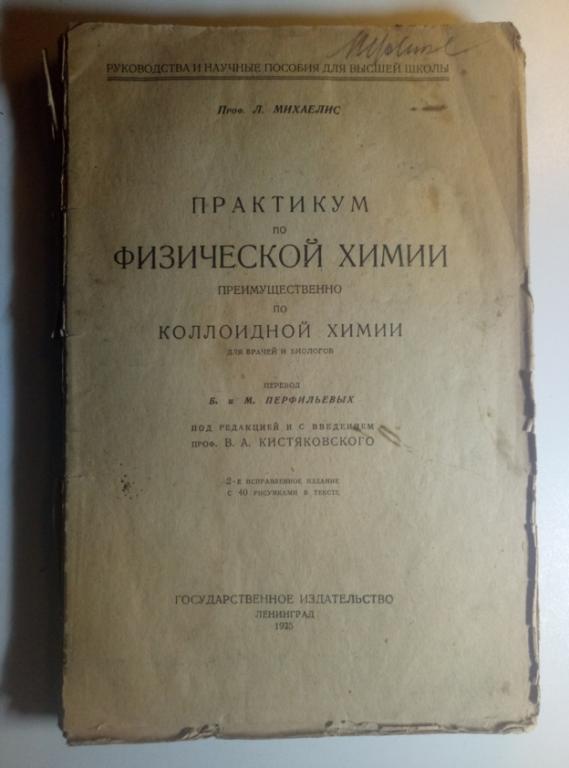 РУКОВОДСТВА И НАУЧНЫЕ ПОСОБИЯ ДЛЯ ВЫСШЕЙ ШКОЛЫ
Проф. Л. МИХАЕЛИС
ПРАКТИКУМ
ПО
ФИЗИЧЕСКОЙ ХИМИИ
ПРЕИМУЩЕСТВЕННО
ПО
КОЛЛОИДНОЙ ХИМИИ
ДЛЯ ВРАЧЕЙ И БИОЛОГОВ
ПЕРЕВОД
Б. и М. ПЕРФИЛЬЕВЫХ
ПОД РЕДАКЦИЕЙ И С ВВЕДЕНИЕМ
ПРОФ. В. А. КИСТЯКОВСКОГО
2-Е ИСПРАВЛЕННОЕ ИЗДАНИЕ
С 40 РИСУНКАМИ В ТЕКСТЕ
ГОСУДАРСТВЕННОЕ ИЗДАТЕЛЬСТВО
ЛЕНИНГРАД
1925